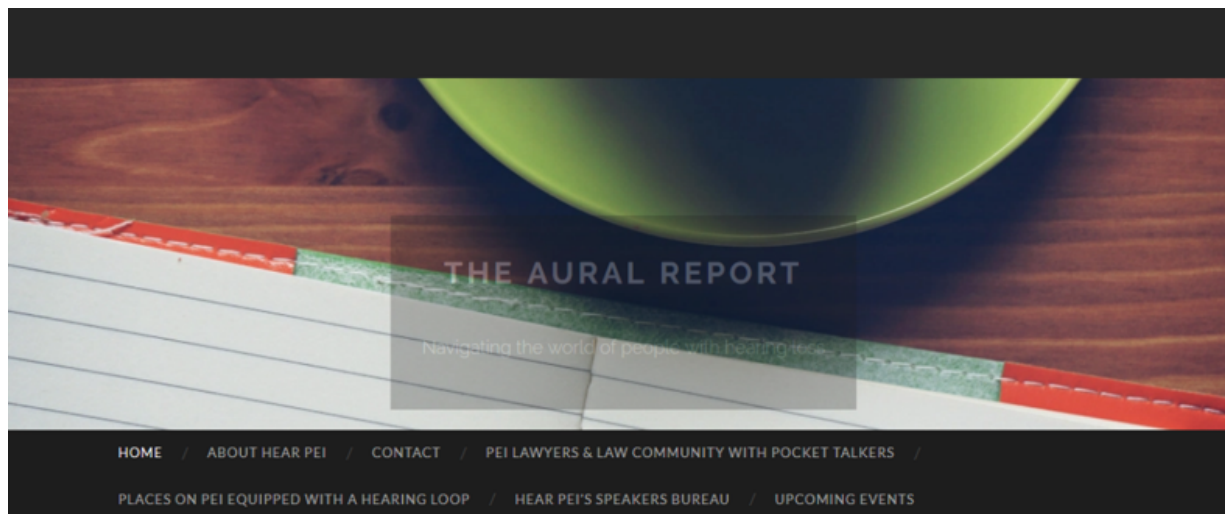 THE AURAL REPORT
Navigating the world of people with hearing loss
HOME / ABOUT HEAR PEI / CONTACT / PEI LAWYERS & LAW COMMUNITY WITH POCKET TALKERS /
PLACES ON PEI EQUIPPED WITH A HEARING LOOP / HEAR PEI'S SPEAKERS BUREAU / UPCOMING EVENTS